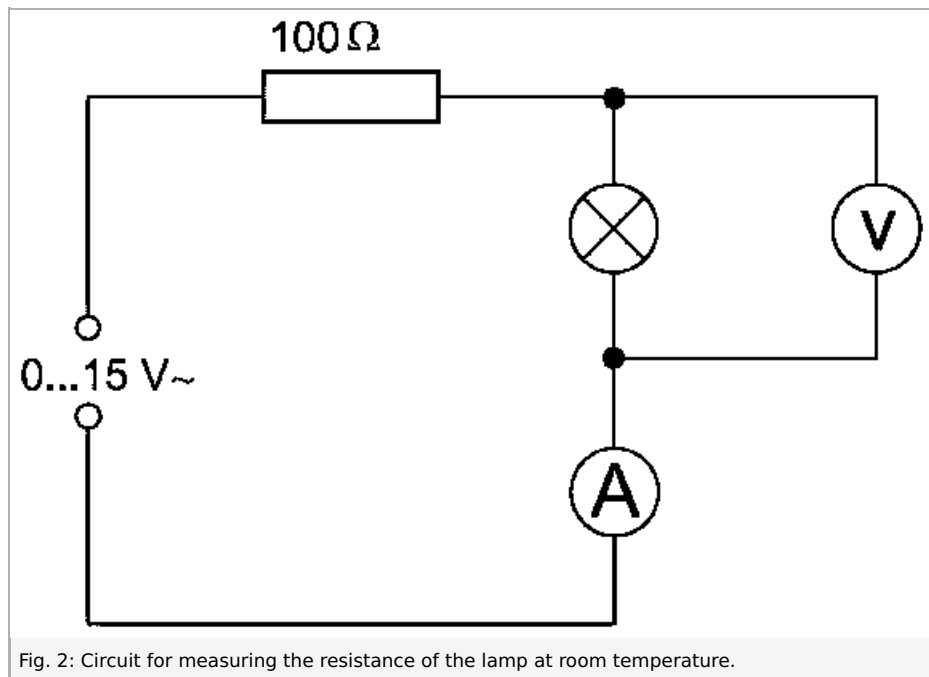 100 Ω
V
0...15 V~
A
Fig. 2: Circuit for measuring the resistance of the lamp at room temperature.